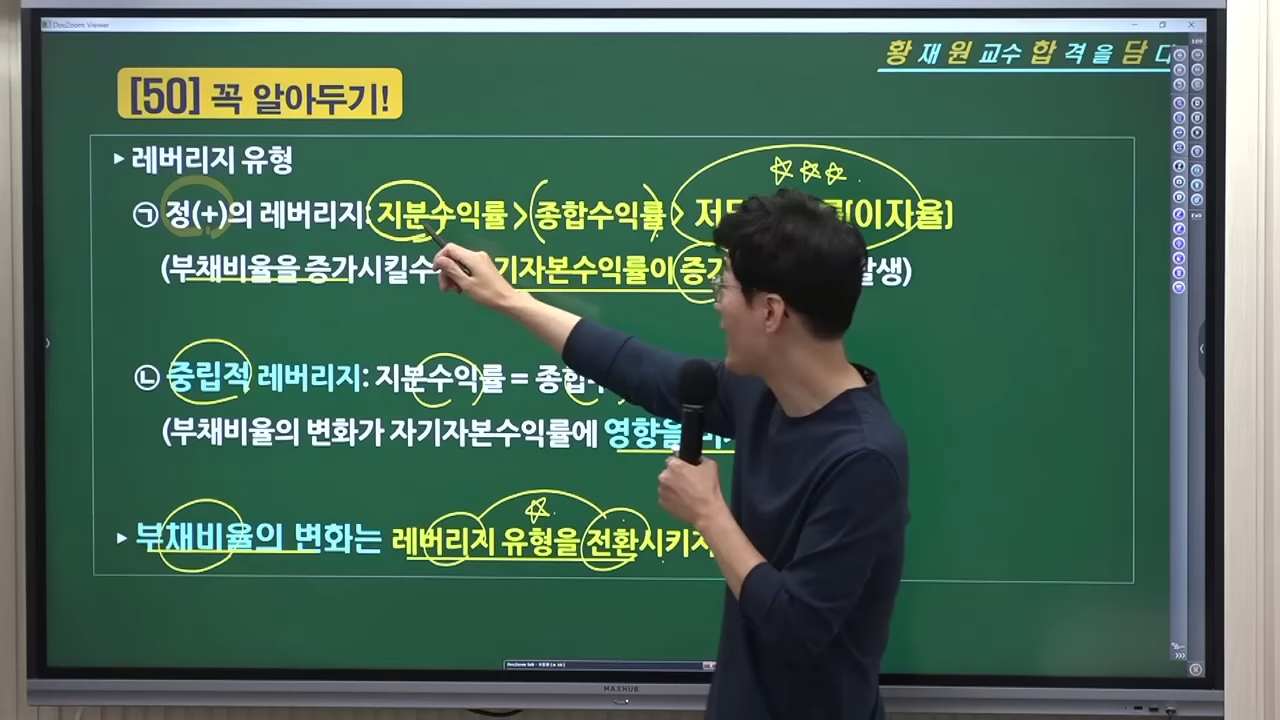 DocZoom Viewer
황재원교수 합격을 담다
[50] 꼭 알아두기!
▸ 레버리지 유형
㉠ 정(+)의 레버리지: 지분수익률 > 종합수익률 > (이자율)
(부채비율을 증가시킬수 기자본수익률이 증가
㉡ 중립적 레버리지: 지분수익률 =
(부채비율의 변화가 자기자본수익률에 영향을
▸ 부채비율의 변화는 레버리지 유형을 전환시키지
MAXHUB